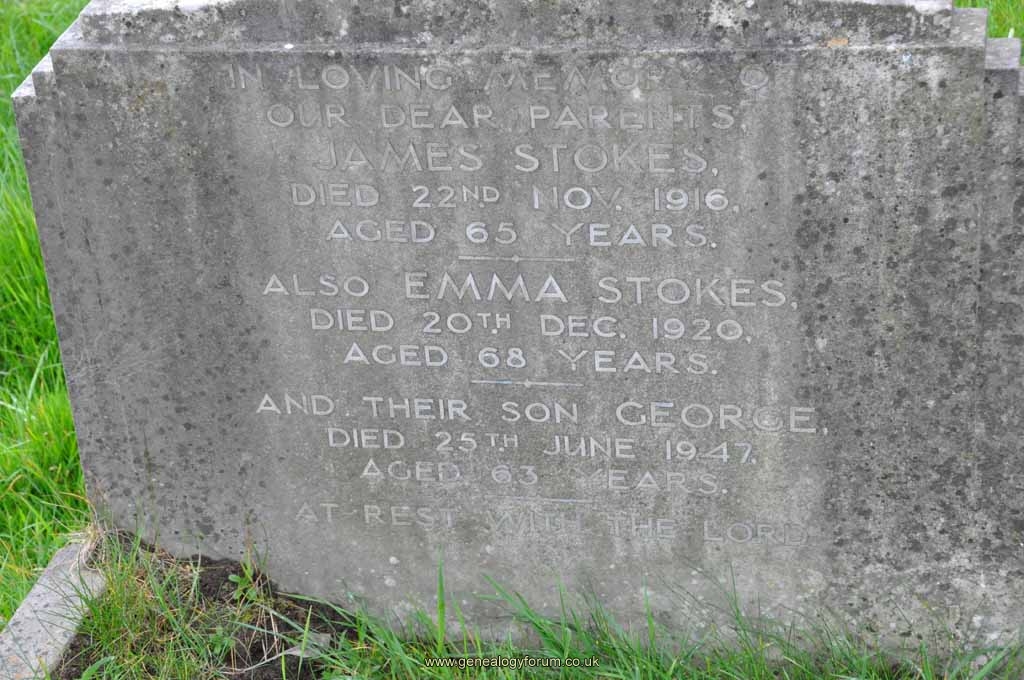 IN LOVING MEMORY OF
OUR DEAR PARENTS,
JAMES STOKES,
DIED 22ND NOV. 1916,
AGED 65 YEARS.
ALSO EMMA STOKES,
DIED 20TH DEC. 1920,
AGED 68 YEARS.
AND THEIR SON GEORGE,
DIED 25TH JUNE 1947,
AGED 63 YEARS.
AT REST WITH THE LORD
www.genealogyforum.co.uk